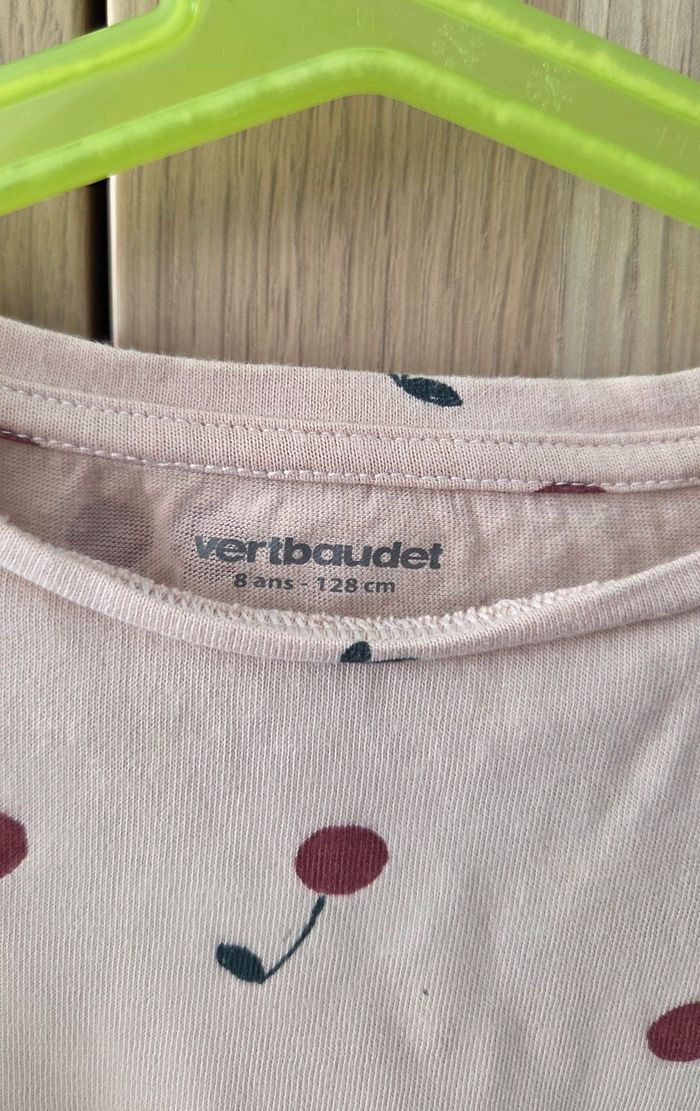 vertbaudet
8 ans - 128 cm